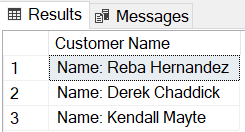 Results Messages
Customer Name
1 Name: Reba Hernandez
2 Name: Derek Chaddick
3 Name: Kendall Mayte